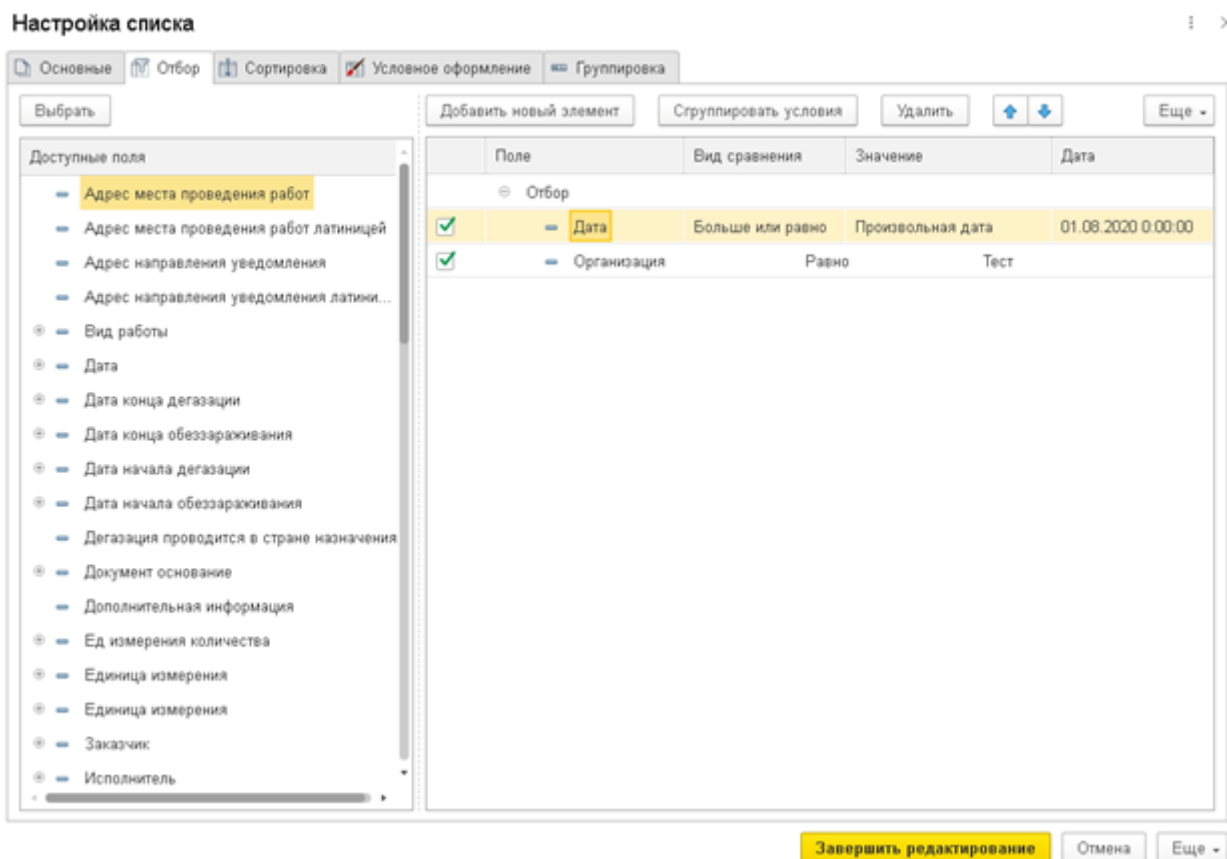 Настройка списка
Основные Отбор Сортировка Условное оформление Группировка
Выбрать Добавить новый элемент Сгруппировать условия Удалить Еще
Доступные поля Поле Вид сравнения Значение Дата
Адрес места проведения работ Отбор
Адрес места проведения работ латиницей Дата Больше или равно Произвольная дата 01.08.2020 0:00:00
Адрес направления уведомления Организация Равно Тест
Адрес направления уведомления латини...
Вид работы
Дата
Дата конца дегазации
Дата конца обеззараживания
Дата начала дегазации
Дата начала обеззараживания
Дегазация проводится в стране назначения
Документ основание
Дополнительная информация
Ед измерения количества
Единица измерения
Единица измерения
Заказчик
Исполнитель
Завершить редактирование Отмена Еще